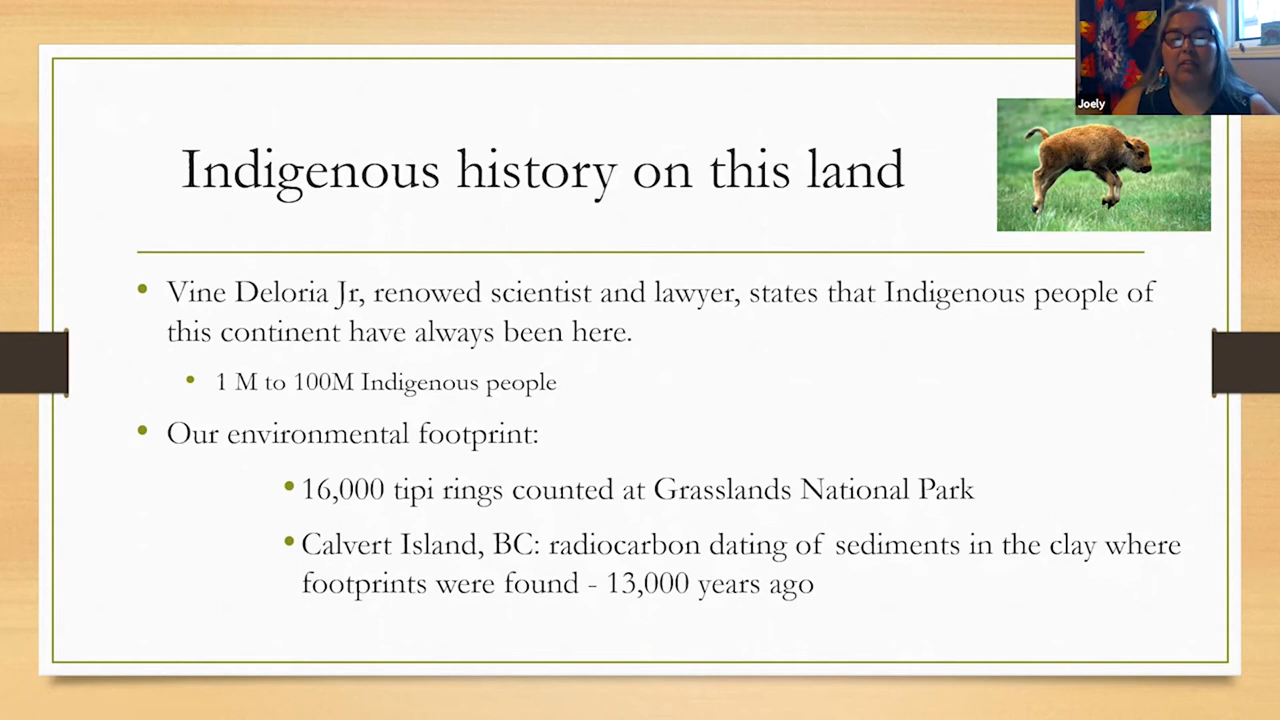 Joely
Indigenous history on this land
• Vine Deloria Jr, renowed scientist and lawyer, states that Indigenous people of
this continent have always been here.
• 1 M to 100M Indigenous people
• Our environmental footprint:
• 16,000 tipi rings counted at Grasslands National Park
• Calvert Island, BC: radiocarbon dating of sediments in the clay where
footprints were found - 13,000 years ago